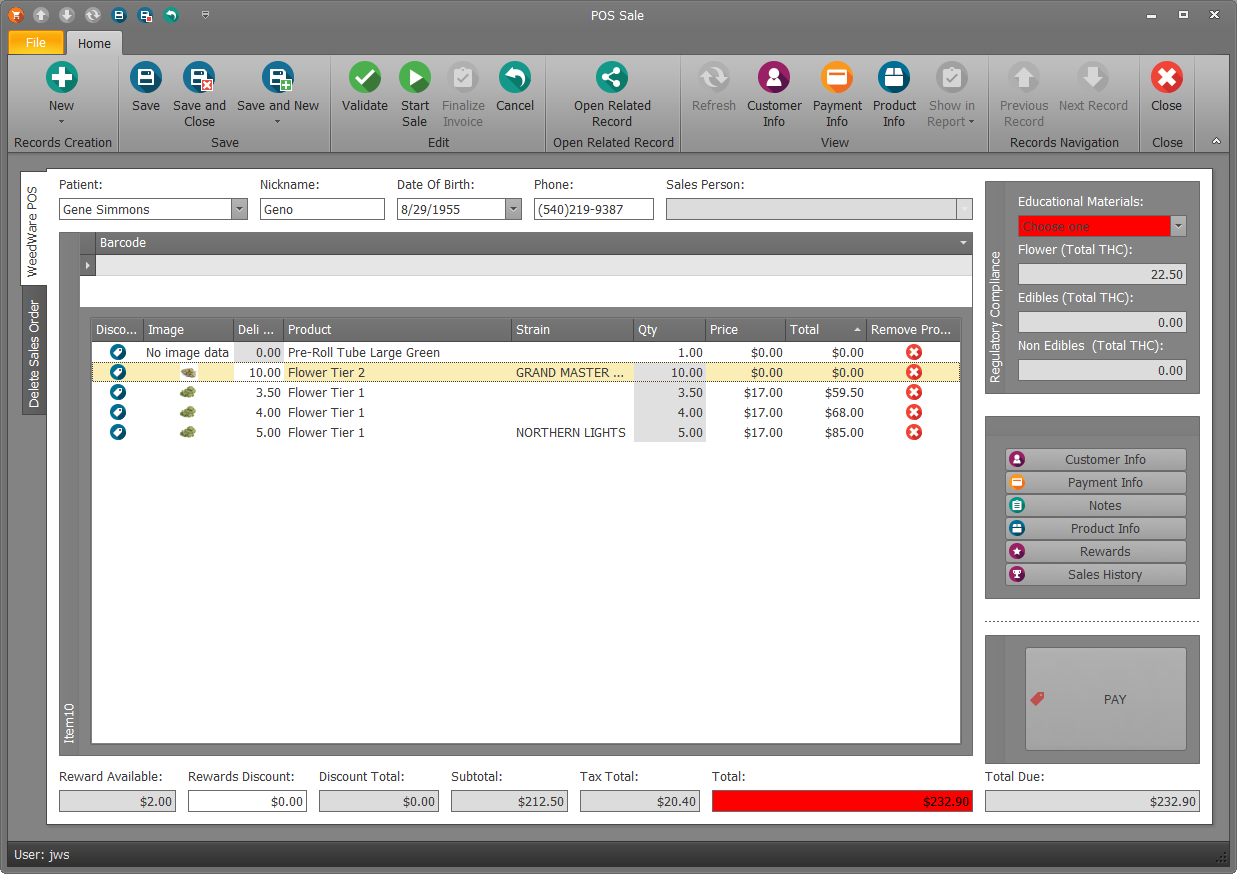 POS Sale
File Home
New Save Save and Close Save and New Validate Start Sale Finalize Invoice Cancel Open Related Record Refresh Customer Info Payment Info Product Info Show in Report Previous Record Next Record Close
Records Creation Save Edit Open Related Record View Records Navigation Close
WeedWare POS
Delete Sales Order
Patient: Nickname: Date Of Birth: Phone: Sales Person:
Gene Simmons Geno 8/29/1955 (540)219-9387
Item10
Barcode
Disco... Image Deli ... Product Strain Qty Price Total Remove Pro...
No image data 0.00 Pre-Roll Tube Large Green 1.00 $0.00 $0.00
10.00 Flower Tier 2 GRAND MASTER ... 10.00 $0.00 $0.00
3.50 Flower Tier 1 3.50 $17.00 $59.50
4.00 Flower Tier 1 4.00 $17.00 $68.00
5.00 Flower Tier 1 NORTHERN LIGHTS 5.00 $17.00 $85.00
Regulatory Compliance
Educational Materials:
Choose one
Flower (Total THC):
22.50
Edibles (Total THC):
0.00
Non Edibles (Total THC):
0.00
Customer Info
Payment Info
Notes
Product Info
Rewards
Sales History
PAY
Reward Available: Rewards Discount: Discount Total: Subtotal: Tax Total: Total: Total Due:
$2.00 $0.00 $0.00 $212.50 $20.40 $232.90 $232.90
User: jws